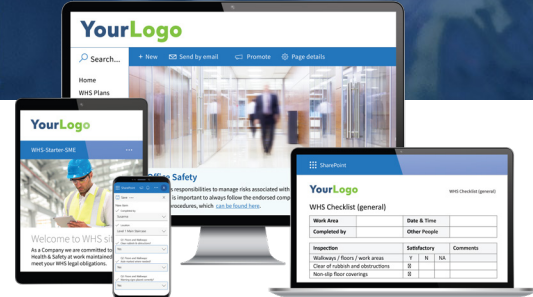 YourLogo
Search...
+ New
Send by email
Promote
Page details
Home
WHS Plans
Office Safety
responsibilities to manage risks associated with
is important to always follow the endorsed comp
rocedures, which can be found here.
YourLogo
WHS-Starter-SME
Welcome to WHS si
As a Company we are committed to
Health & Safety at work maintained
meet your WHS legal obligations.
SharePoint
YourLogo
WHS Checklist (general)
WHS Checklist (general)
Work Area
Date & Time
Completed by
Other People
Inspection
Satisfactory
Comments
Walkways / floors / work areas
Y
N
NA
Clear of rubbish and obstructions
Non-slip floor coverings